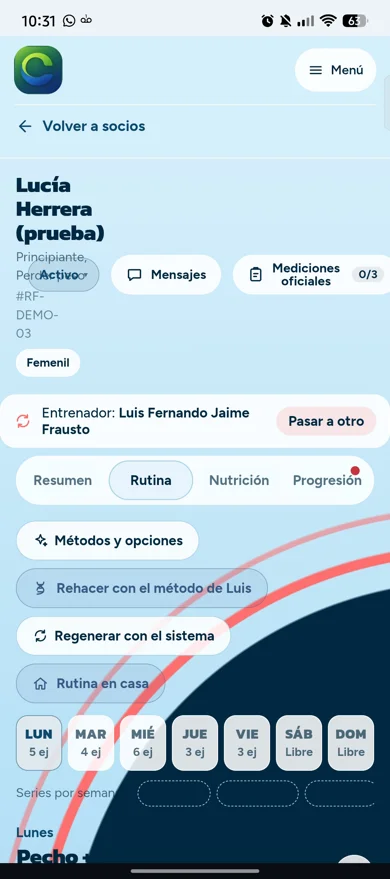 10:31
63
Menú
Volver a socios
Lucía
Herrera
(prueba)
Principiante,
Activo
#RF-
DEMO-
03
Mensajes
Mediciones
oficiales
0/3
Femenil
Entrenador: Luis Fernando Jaime
Frausto
Pasar a otro
Resumen
Rutina
Nutrición
Progresión
Métodos y opciones
Rehacer con el método de Luis
Regenerar con el sistema
Rutina en casa
LUN MAR MIÉ JUE VIE SÁB DOM
5 ej 4 ej 6 ej 3 ej 3 ej Libre Libre
Series por seman
Lunes
Pecho +